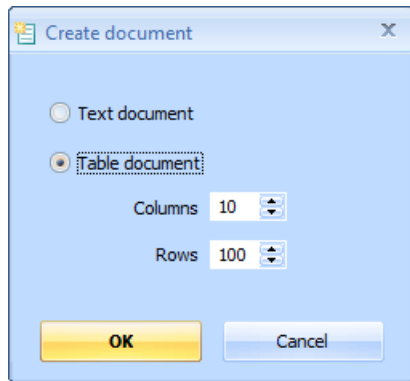 Create document
Text document
Table document
Columns 10
Rows 100
OK Cancel